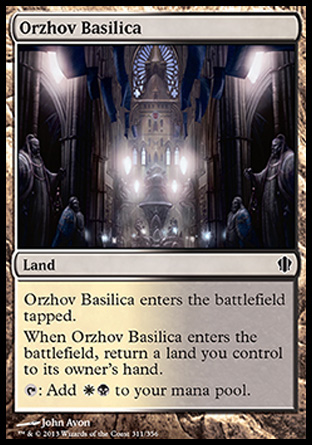 Orzhov Basilica
Land
Orzhov Basilica enters the battlefield
tapped.
When Orzhov Basilica enters the
battlefield, return a land you control
to its owner's hand.
: Add to your mana pool.
John Avon
™ & © 2013 Wizards of the Coast 311/356